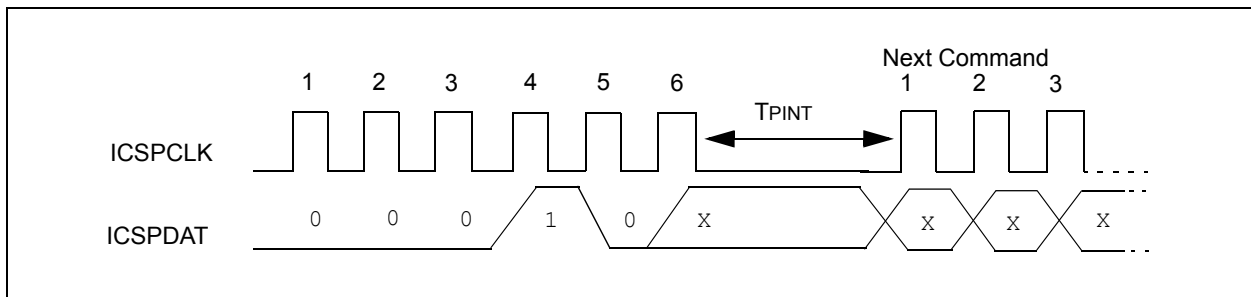 Next Command
1 2 3 4 5 6 1 2 3
TPINT
ICSPCLK
0 0 0 1 0 X X X X
ICSPDAT